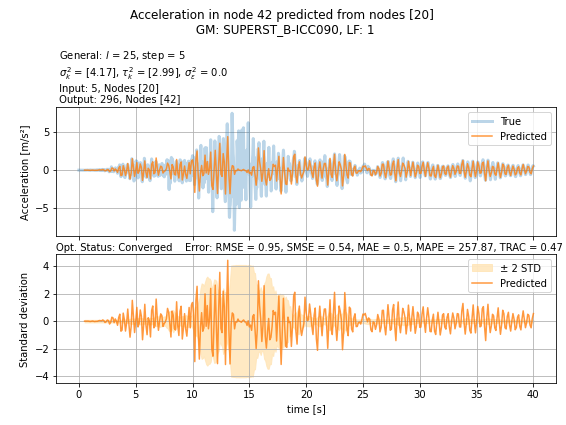 Acceleration in node 42 predicted from nodes [20]
GM: SUPERST_B-ICC090, LF: 1
General: l = 25, step = 5
σ²ₖ = [4.17], τ²ₖ = [2.99], σ²ε = 0.0
Input: 5, Nodes [20]
Output: 296, Nodes [42]
Acceleration [m/s²]
5
0
−5
True
Predicted
Opt. Status: Converged Error: RMSE = 0.95, SMSE = 0.54, MAE = 0.5, MAPE = 257.87, TRAC = 0.47
Standard deviation
4
2
0
−2
−4
± 2 STD
Predicted
0 5 10 15 20 25 30 35 40
time [s]